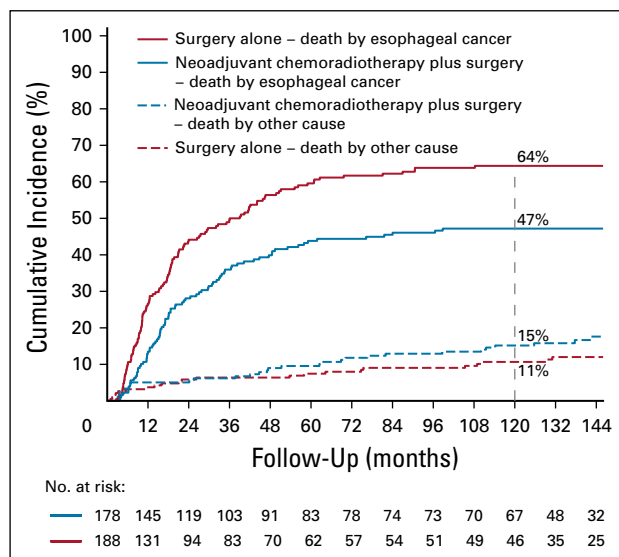 100
90
80
70
60
50
40
30
20
10
0
Cumulative Incidence (%)
Surgery alone – death by esophageal cancer
Neoadjuvant chemoradiotherapy plus surgery
– death by esophageal cancer
Neoadjuvant chemoradiotherapy plus surgery
– death by other cause
Surgery alone – death by other cause
64%
47%
15%
11%
12 24 36 48 60 72 84 96 108 120 132 144
Follow-Up (months)
No. at risk:
178 145 119 103 91 83 78 74 73 70 67 48 32
188 131 94 83 70 62 57 54 51 49 46 35 25